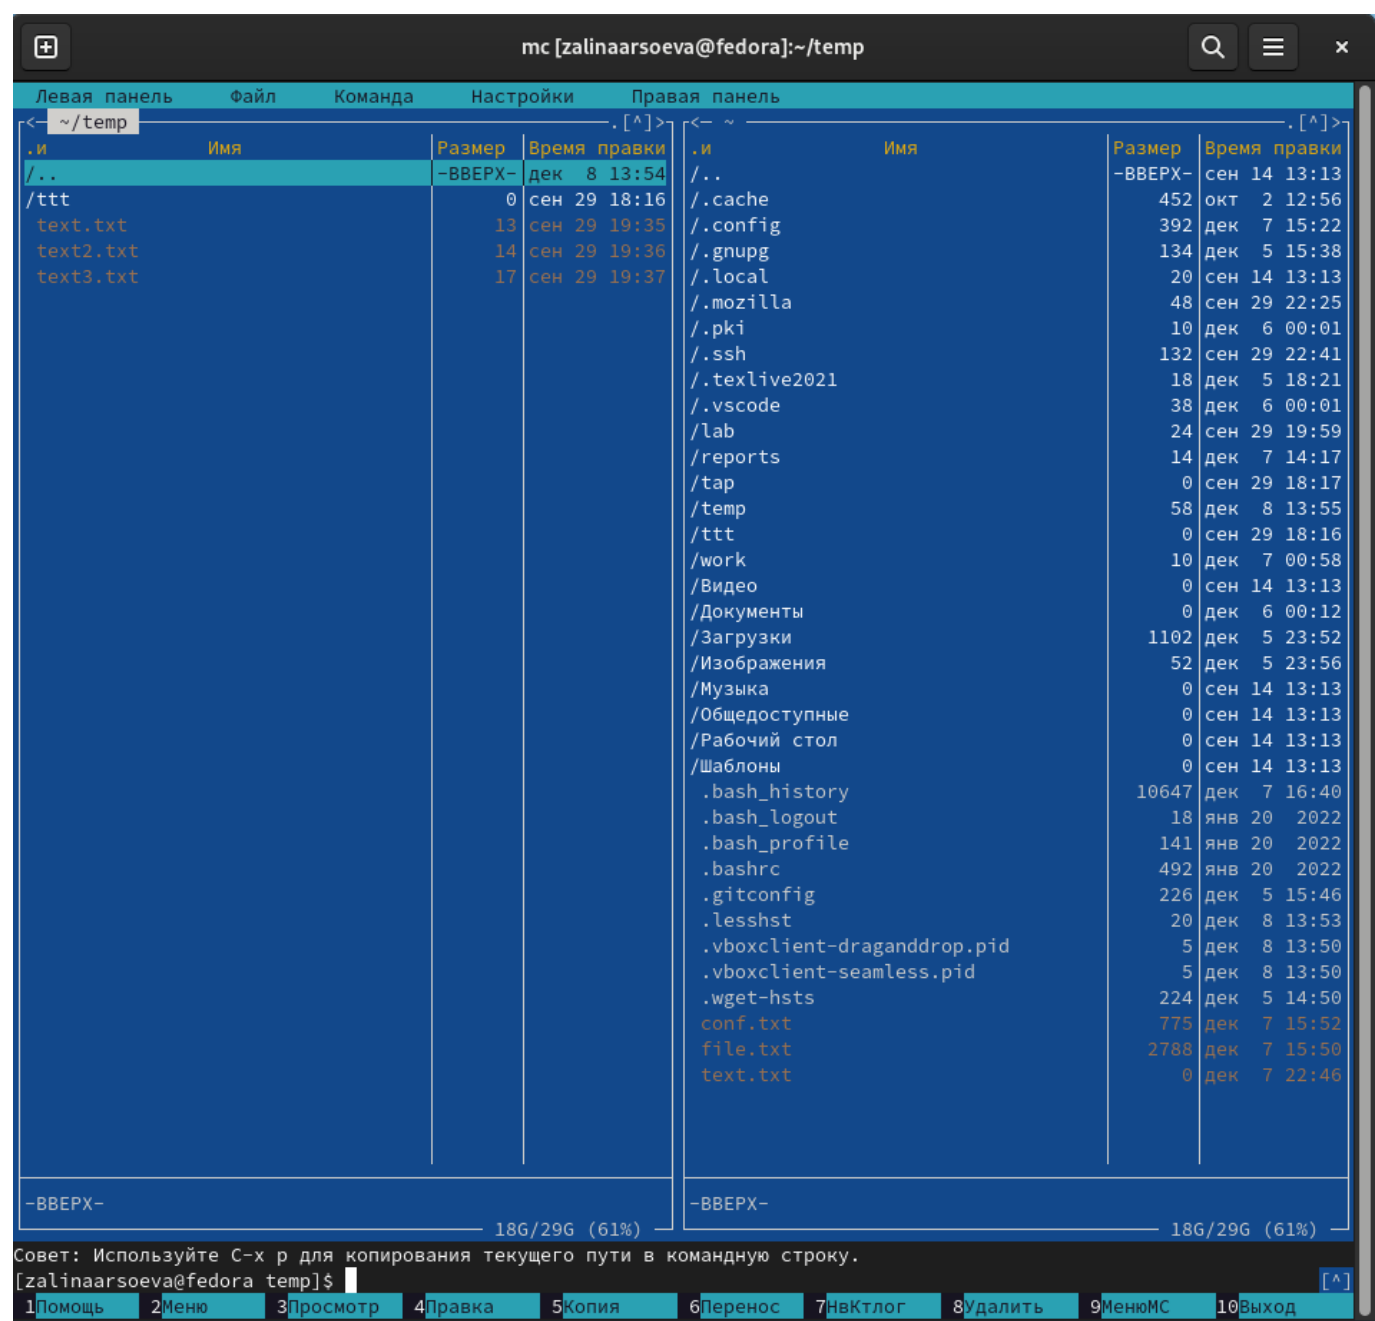 mc [zalinaarsoeva@fedora]:~/temp
Левая панель Файл Команда Настройки Правая панель
<— ~/temp .[^]>
.и Имя Размер Время правки
/.. -ВВЕРХ- дек 8 13:54
/ttt 0 сен 29 18:16
text.txt 13 сен 29 19:35
text2.txt 14 сен 29 19:36
text3.txt 17 сен 29 19:37
-ВВЕРХ-
18G/29G (61%)
<— ~ .[^]>
.и Имя Размер Время правки
/.. -ВВЕРХ- сен 14 13:13
/.cache 452 окт 2 12:56
/.config 392 дек 7 15:22
/.gnupg 134 дек 5 15:38
/.local 20 сен 14 13:13
/.mozilla 48 сен 29 22:25
/.pki 10 дек 6 00:01
/.ssh 132 сен 29 22:41
/.texlive2021 18 дек 5 18:21
/.vscode 38 дек 6 00:01
/lab 24 сен 29 19:59
/reports 14 дек 7 14:17
/tap 0 сен 29 18:17
/temp 58 дек 8 13:55
/ttt 0 сен 29 18:16
/work 10 дек 7 00:58
/Видео 0 сен 14 13:13
/Документы 0 дек 6 00:12
/Загрузки 1102 дек 5 23:52
/Изображения 52 дек 5 23:56
/Музыка 0 сен 14 13:13
/Общедоступные 0 сен 14 13:13
/Рабочий стол 0 сен 14 13:13
/Шаблоны 0 сен 14 13:13
.bash_history 10647 дек 7 16:40
.bash_logout 18 янв 20 2022
.bash_profile 141 янв 20 2022
.bashrc 492 янв 20 2022
.gitconfig 226 дек 5 15:46
.lesshst 20 дек 8 13:53
.vboxclient-draganddrop.pid 5 дек 8 13:50
.vboxclient-seamless.pid 5 дек 8 13:50
.wget-hsts 224 дек 5 14:50
conf.txt 775 дек 7 15:52
file.txt 2788 дек 7 15:50
text.txt 0 дек 7 22:46
-ВВЕРХ-
18G/29G (61%)
Совет: Используйте C-x p для копирования текущего пути в командную строку.
[zalinaarsoeva@fedora temp]$ [^]
1Помощь 2Меню 3Просмотр 4Правка 5Копия 6Перенос 7НвКтлог 8Удалить 9МенюMC 10Выход